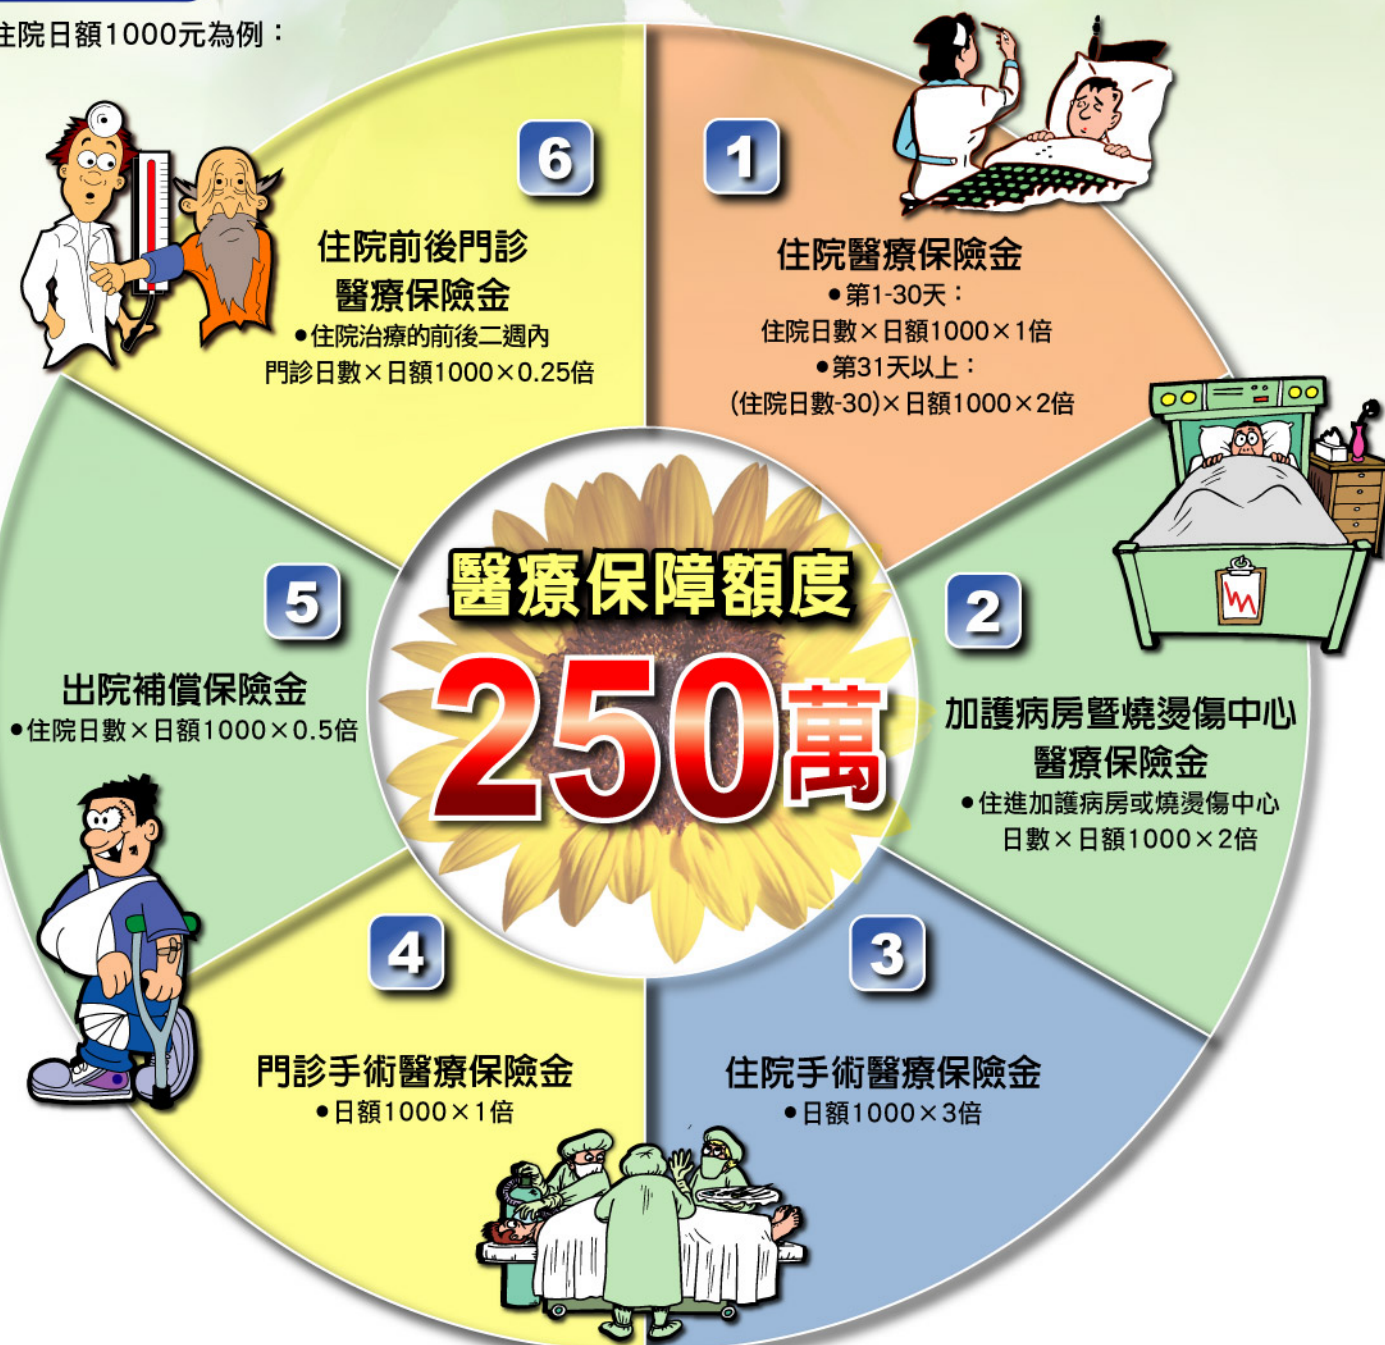 住院日額1000元為例：
1
住院醫療保險金
●第1-30天：
住院日數×日額1000×1倍
●第31天以上：
(住院日數-30)×日額1000×2倍
2
加護病房暨燒燙傷中心
醫療保險金
●住進加護病房或燒燙傷中心
日數×日額1000×2倍
3
住院手術醫療保險金
●日額1000×3倍
4
門診手術醫療保險金
●日額1000×1倍
5
出院補償保險金
●住院日數×日額1000×0.5倍
6
住院前後門診
醫療保險金
●住院治療的前後二週內
門診日數×日額1000×0.25倍
醫療保障額度
250萬